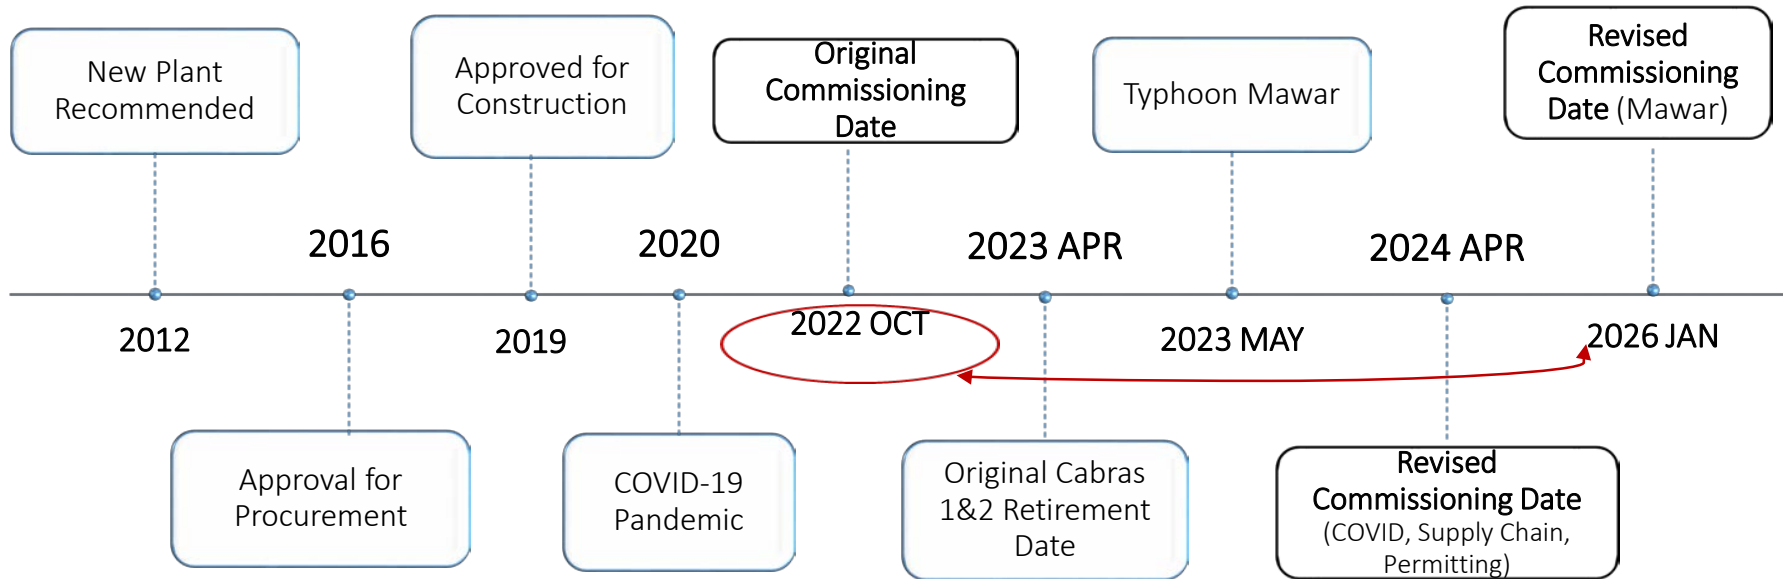 New Plant
Recommended
Approved for
Construction
Original
Commissioning
Date
Typhoon Mawar
Revised
Commissioning
Date (Mawar)
2016
2020
2023 APR
2024 APR
2012
2019
2022 OCT
2023 MAY
2026 JAN
Approval for
Procurement
COVID-19
Pandemic
Original Cabras
1&2 Retirement
Date
Revised
Commissioning Date
(COVID, Supply Chain,
Permitting)